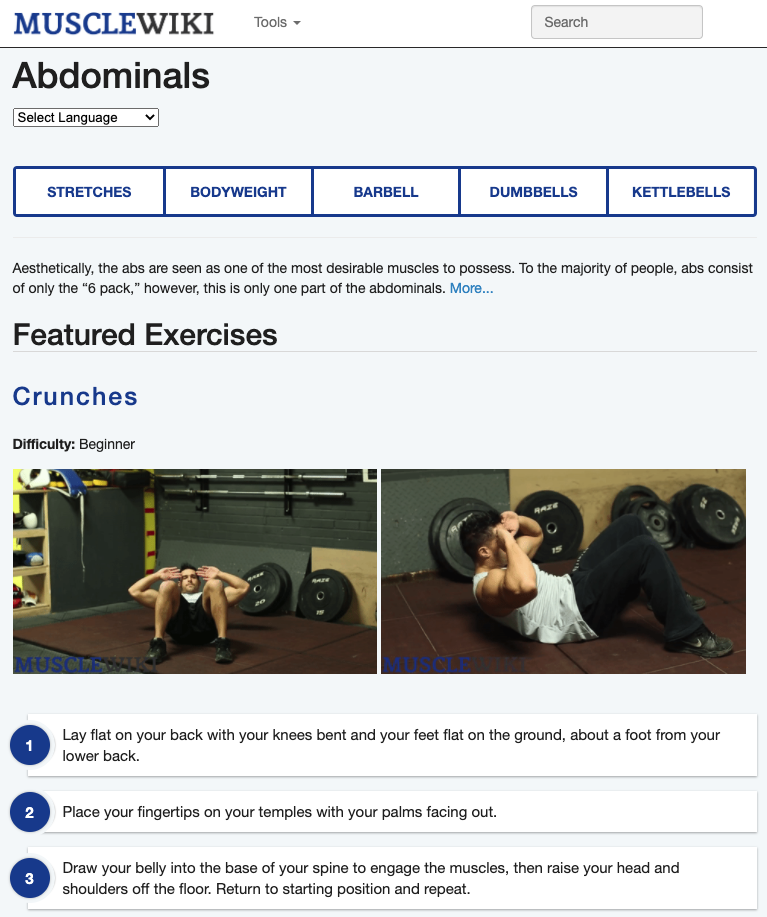 MUSCLEWIKI
Tools
Search
Abdominals
Select Language
STRETCHES
BODYWEIGHT
BARBELL
DUMBBELLS
KETTLEBELLS
Aesthetically, the abs are seen as one of the most desirable muscles to possess. To the majority of people, abs consist
of only the “6 pack,” however, this is only one part of the abdominals. More...
Featured Exercises
Crunches
Difficulty: Beginner
RAZE
20
RAZE
15
MUSCLEWIKI
RAZE
15
MUSCLEWIKI
1
Lay flat on your back with your knees bent and your feet flat on the ground, about a foot from your
lower back.
2
Place your fingertips on your temples with your palms facing out.
3
Draw your belly into the base of your spine to engage the muscles, then raise your head and
shoulders off the floor. Return to starting position and repeat.